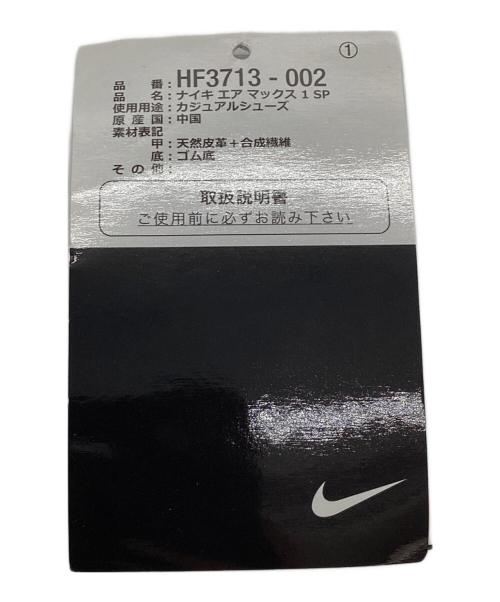 ①
品番: HF3713 - 002
品名: ナイキ エア マックス 1 SP
使用用途: カジュアルシューズ
原産国: 中国
素材表記
甲: 天然皮革＋合成繊維
底: ゴム底
その他:
取扱説明書
ご使用前に必ずお読み下さい